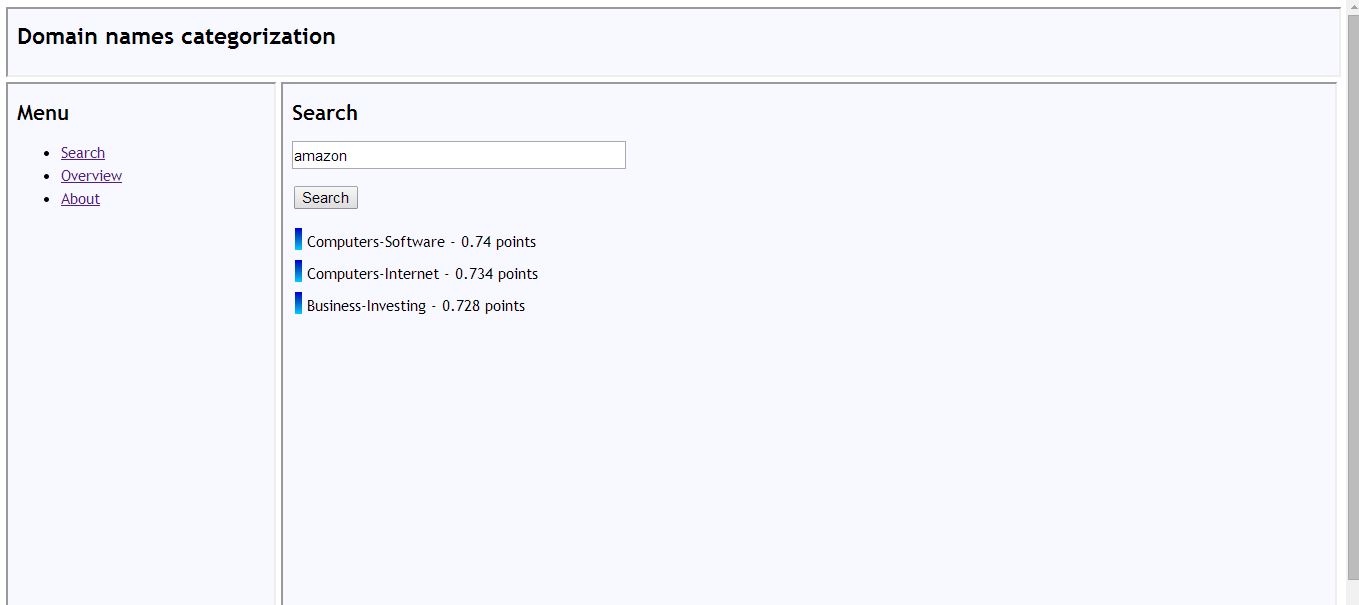 Domain names categorization
Menu
Search
Overview
About
Search
amazon
Search
Computers-Software - 0.74 points
Computers-Internet - 0.734 points
Business-Investing - 0.728 points